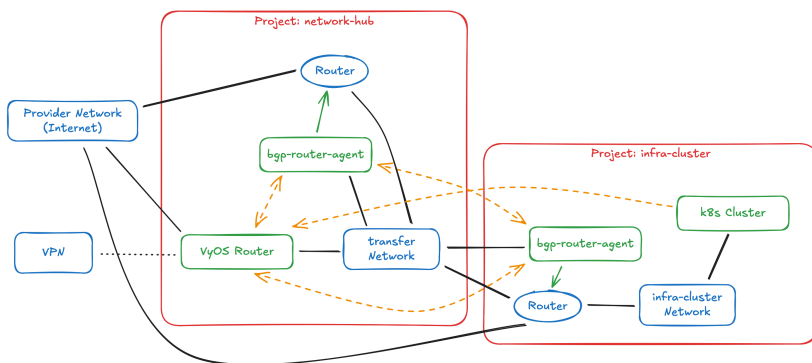 Project: network-hub
Router
Provider Network
(Internet)
bgp-router-agent
Project: infra-cluster
k8s Cluster
VPN
VyOS Router
transfer
Network
bgp-router-agent
Router
infra-cluster
Network